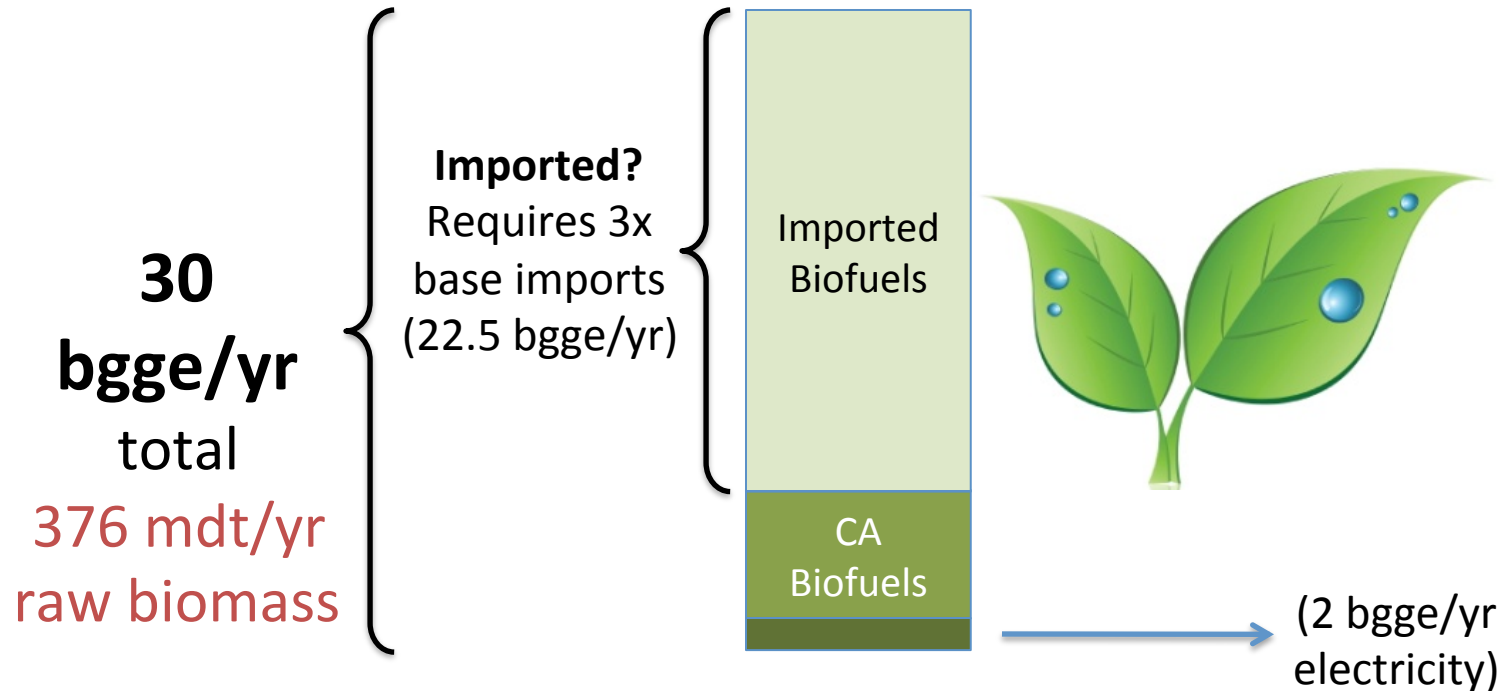 30
bgge/yr
total
376 mdt/yr
raw biomass
Imported?
Requires 3x
base imports
(22.5 bgge/yr)
Imported
Biofuels
CA
Biofuels
(2 bgge/yr
electricity)